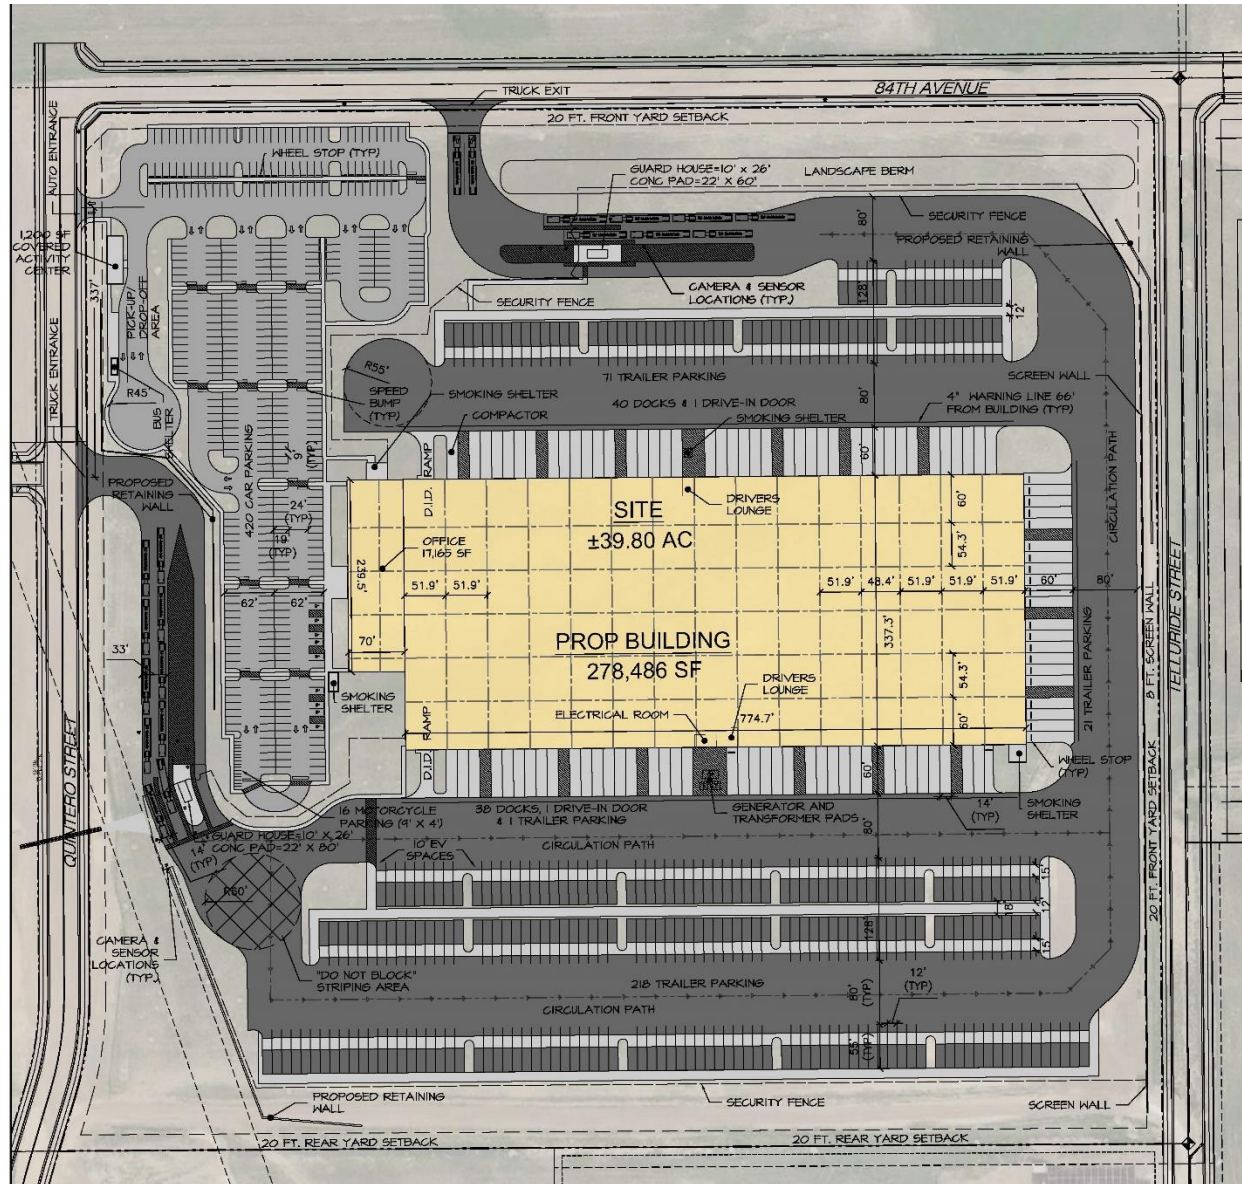 TRUCK EXIT
84TH AVENUE
20 FT. FRONT YARD SETBACK
AUTO ENTRANCE
WHEEL STOP (TYP)
GUARD HOUSE=10' X 26'
CONC PAD=22' X 60'
LANDSCAPE BERM
80'
SECURITY FENCE
PROPOSED RETAINING
WALL
1,200 SF
COVERED
ACTIVITY
CENTER
337'
PICK-UP/
DROP-OFF
AREA
SECURITY FENCE
CAMERA & SENSOR
LOCATIONS (TYP.)
128'
12'
TRUCK ENTRANCE
R55'
SPEED
BUMP
(TYP)
71 TRAILER PARKING
SCREEN WALL
R45'
BUS
SHELTER
SMOKING SHELTER
COMPACTOR
40 DOCKS & 1 DRIVE-IN DOOR
SMOKING SHELTER
80'
4" WARNING LINE 66'
FROM BUILDING (TYP)
420 CAR PARKING
9'
(TYP)
D.I.D. RAMP
60'
CIRCULATION PATH
PROPOSED
RETAINING
WALL
24'
(TYP)
19'
(TYP)
OFFICE
17,165 SF
SITE
±39.80 AC
DRIVERS
LOUNGE
60'
54.3'
TELLURIDE STREET
239.5'
51.9'
51.9'
51.9'
48.4'
51.9'
51.9'
51.9'
60'
80'
62'
62'
70'
PROP BUILDING
278,486 SF
337.3'
54.3'
60'
8 FT. SCREEN WALL
21 TRAILER PARKING
33'
SMOKING
SHELTER
DRIVERS
LOUNGE
ELECTRICAL ROOM
774.7'
D.I.D. RAMP
QUINTERO STREET
60'
WHEEL STOP
(TYP)
16 MOTORCYCLE
PARKING (9' X 4')
38 DOCKS, 1 DRIVE-IN DOOR
& 1 TRAILER PARKING
GENERATOR AND
TRANSFORMER PADS
14'
(TYP)
SMOKING
SHELTER
GUARD HOUSE=10' X 26'
CONC PAD=22' X 80'
14'
(TYP)
10 EV
SPACES
CIRCULATION PATH
80'
20 FT. FRONT YARD SETBACK
R60'
15'
18'
12'
128'
15'
CAMERA &
SENSOR
LOCATIONS
(TYP.)
"DO NOT BLOCK"
STRIPING AREA
218 TRAILER PARKING
80'
(TYP)
12'
(TYP)
CIRCULATION PATH
55'
(TYP)
PROPOSED RETAINING
WALL
SECURITY FENCE
SCREEN WALL
20 FT. REAR YARD SETBACK
20 FT. REAR YARD SETBACK